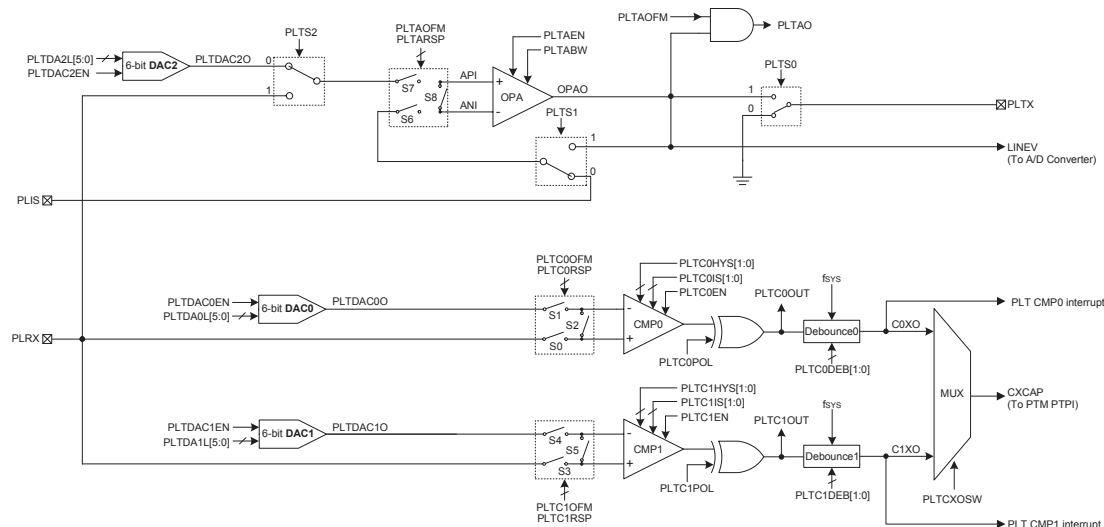 PLTAOFM
PLTAO
PLTS2
PLTAOFM
PLTARSP
PLTAEN
PLTABW
PLTDA2L[5:0]
PLTDAC2EN
6-bit DAC2
PLTDAC2O
0
1
S7
S8
S6
API
ANI
+
-
OPA
OPAO
PLTS1
1
0
PLTS0
1
0
PLTX
LINEV
(To A/D Converter)
PLIS
PLRX
PLTDAC0EN
PLTDA0L[5:0]
6-bit DAC0
PLTDAC0O
PLTC0OFM
PLTC0RSP
S1
S2
S0
PLTC0HYS[1:0]
PLTC0IS[1:0]
PLTC0EN
-
+
CMP0
PLTC0POL
PLTC0OUT
fSYS
Debounce0
PLTC0DEB[1:0]
C0XO
PLT CMP0 interrupt
MUX
CXCAP
(To PTM PTPI)
PLTCXOSW
PLTDAC1EN
PLTDA1L[5:0]
6-bit DAC1
PLTDAC1O
S4
S5
S3
PLTC1OFM
PLTC1RSP
PLTC1HYS[1:0]
PLTC1IS[1:0]
PLTC1EN
-
+
CMP1
PLTC1POL
PLTC1OUT
fSYS
Debounce1
PLTC1DEB[1:0]
C1XO
PLT CMP1 interrupt